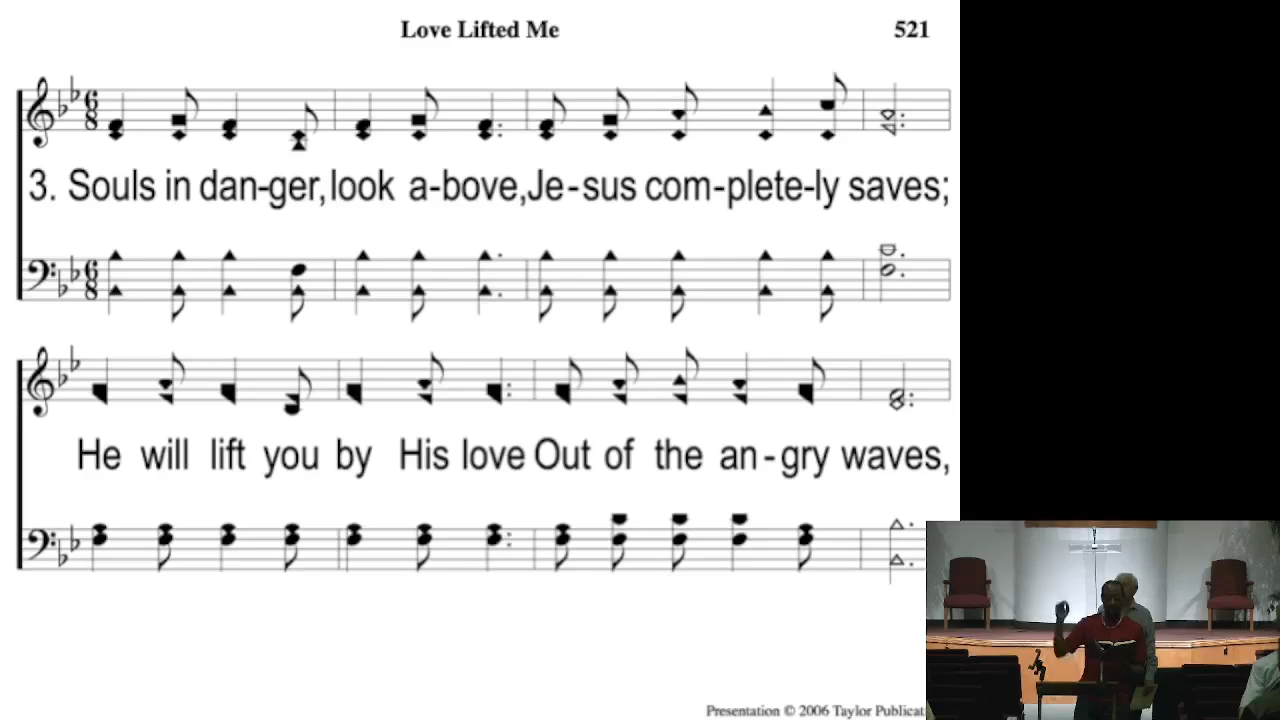 Love Lifted Me 521
3. Souls in dan-ger, look a-bove, Je-sus com-plete-ly saves;
He will lift you by His love Out of the an-gry waves,
Presentation © 2006 Taylor Publicat